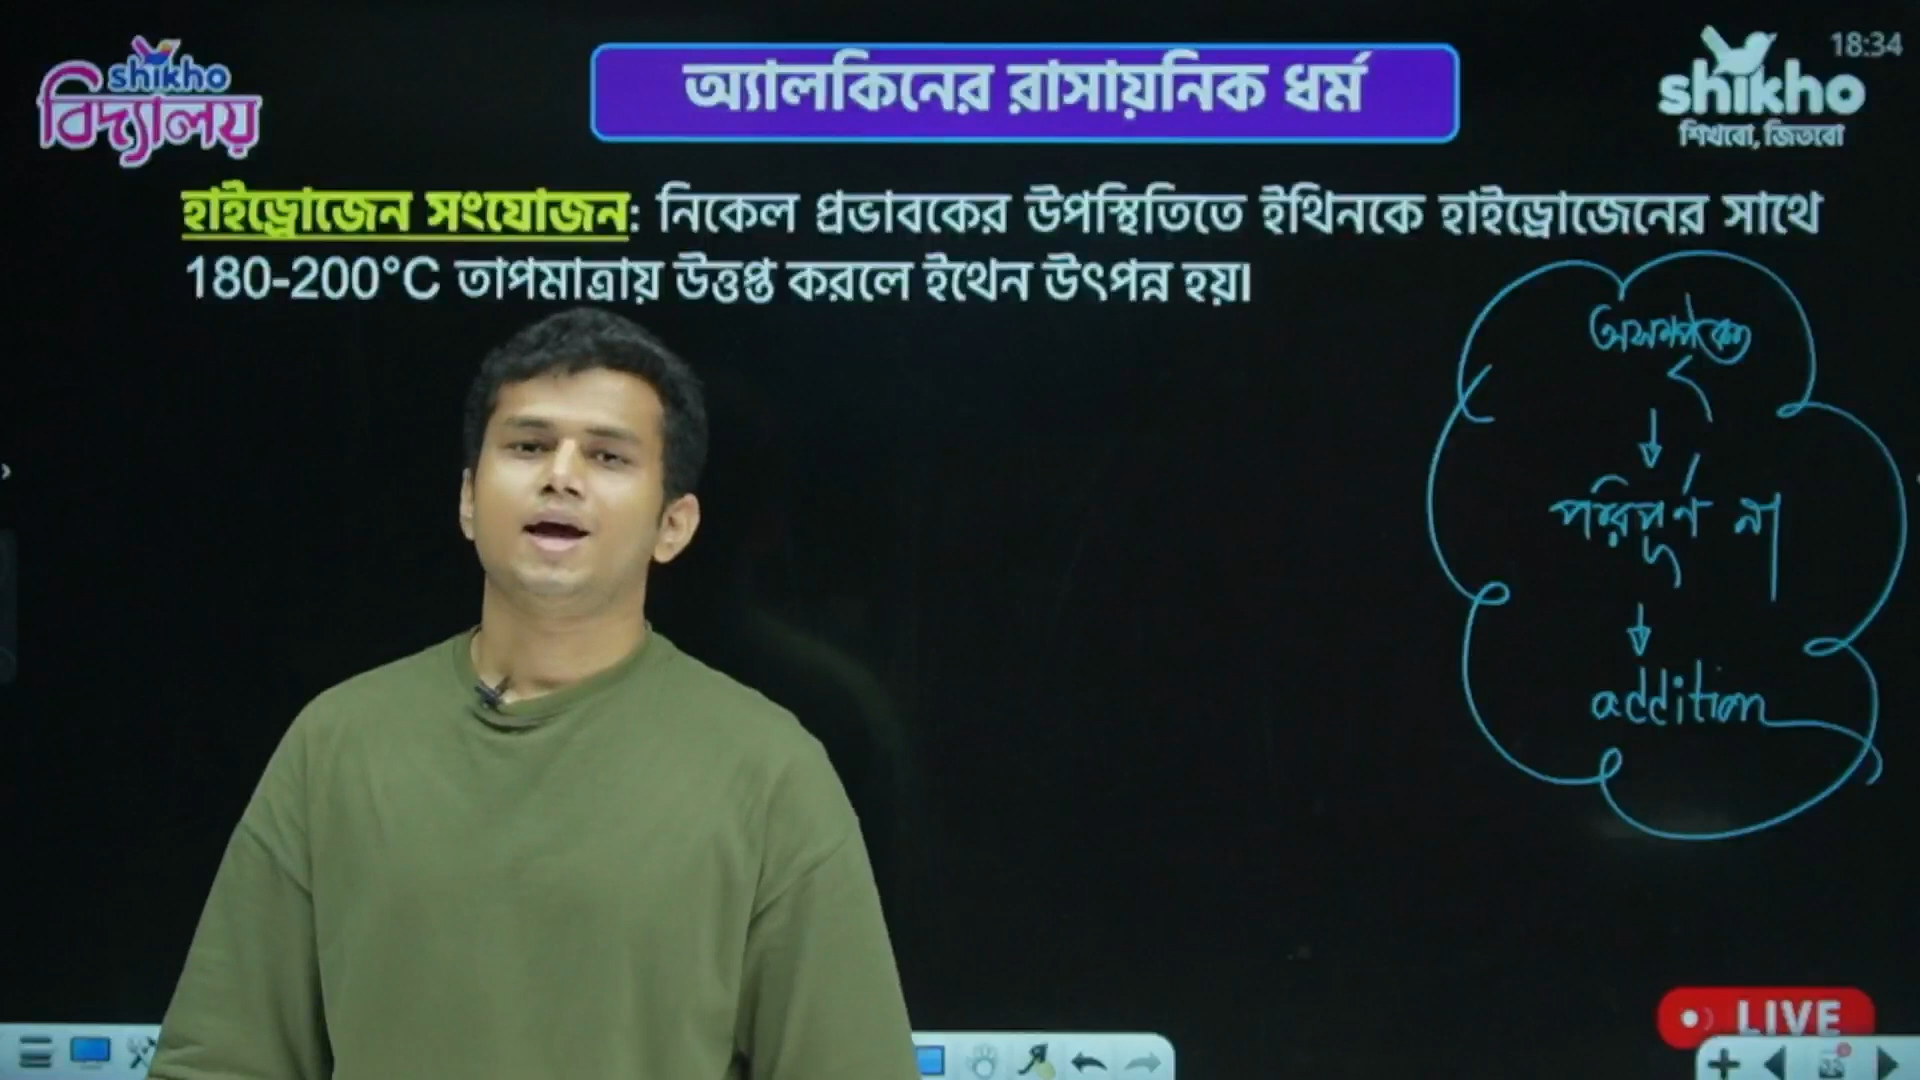 shikho
বিদ্যালয়
অ্যালকিনের রাসায়নিক ধর্ম
18:34
shikho
শিখবো, জিতবো
হাইড্রোজেন সংযোজন: নিকেল প্রভাবকের উপস্থিতিতে ইথিনকে হাইড্রোজেনের সাথে
180-200°C তাপমাত্রায় উত্তপ্ত করলে ইথেন উৎপন্ন হয়।
পরিপূর্ণ না
addition
LIVE